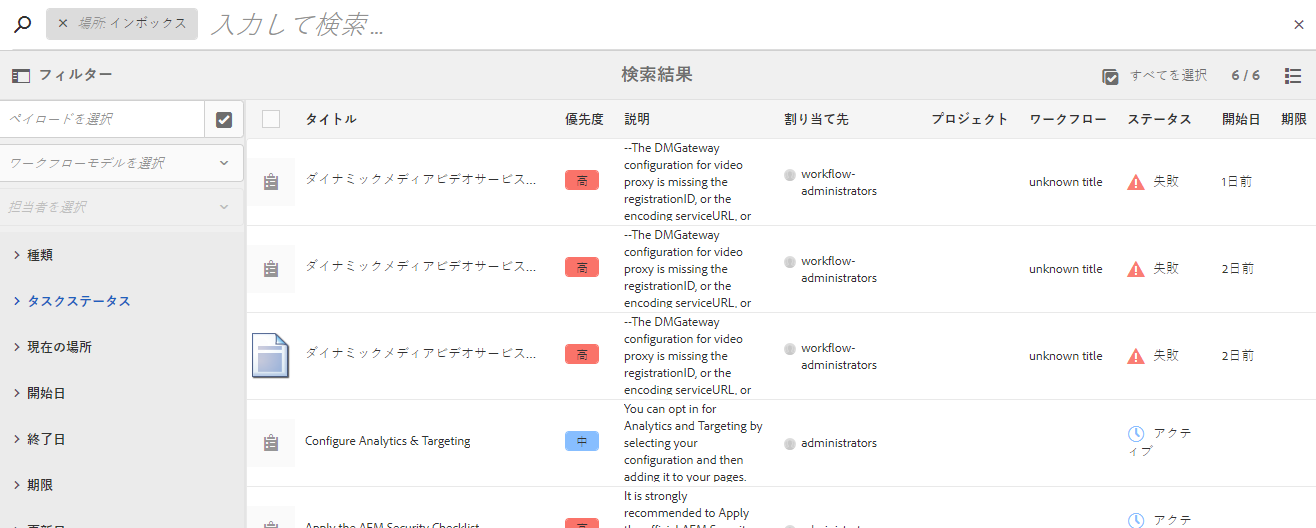 場所: インボックス
入力して検索 ...
フィルター
検索結果
すべてを選択
6 / 6
ペイロードを選択
ワークフローモデルを選択
担当者を選択
種類
タスクステータス
現在の場所
開始日
終了日
期限
更新日
タイトル 優先度 説明 割り当て先 プロジェクト ワークフロー ステータス 開始日 期限
ダイナミックメディアビデオサービス...
高
--The DMGateway
configuration for video
proxy is missing the
registrationID, or the
encoding serviceURL, or
workflow-
administrators
unknown title
失敗
1日前
ダイナミックメディアビデオサービス...
高
--The DMGateway
configuration for video
proxy is missing the
registrationID, or the
encoding serviceURL, or
workflow-
administrators
unknown title
失敗
2日前
ダイナミックメディアビデオサービス...
高
--The DMGateway
configuration for video
proxy is missing the
registrationID, or the
encoding serviceURL, or
workflow-
administrators
unknown title
失敗
2日前
Configure Analytics & Targeting
中
You can opt in for
Analytics and Targeting by
selecting your
configuration and then
adding it to your pages.
administrators
アクテ
ィブ
Apply the AEM Security Checklist
高
It is strongly
recommended to Apply
the official AEM Security
administrators
アクテ